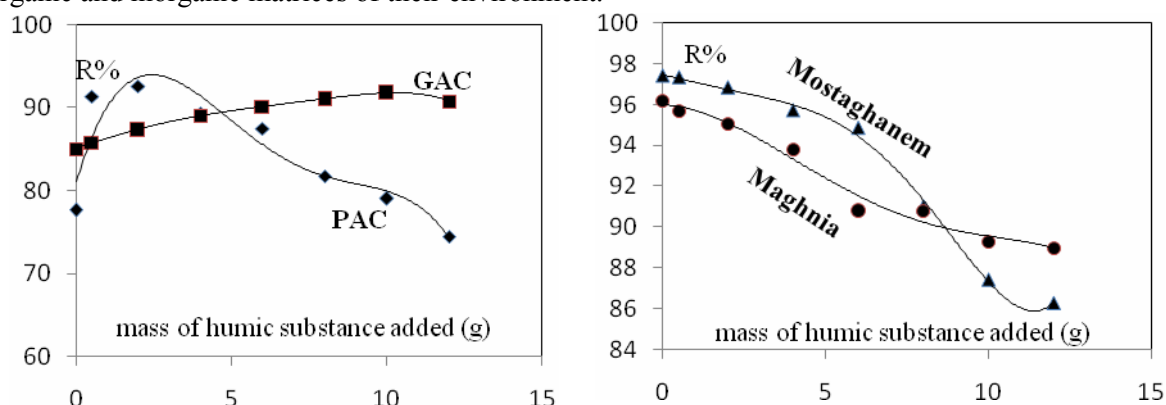 organic and inorganic matrices of their environment.
100
90
80
70
60
R%
GAC
PAC
mass of humic substance added (g)
0 5 10 15
100
98
96
94
92
90
88
86
84
R%
Mostaghanem
Maghnia
mass of humic substance added (g)
0 5 10 15